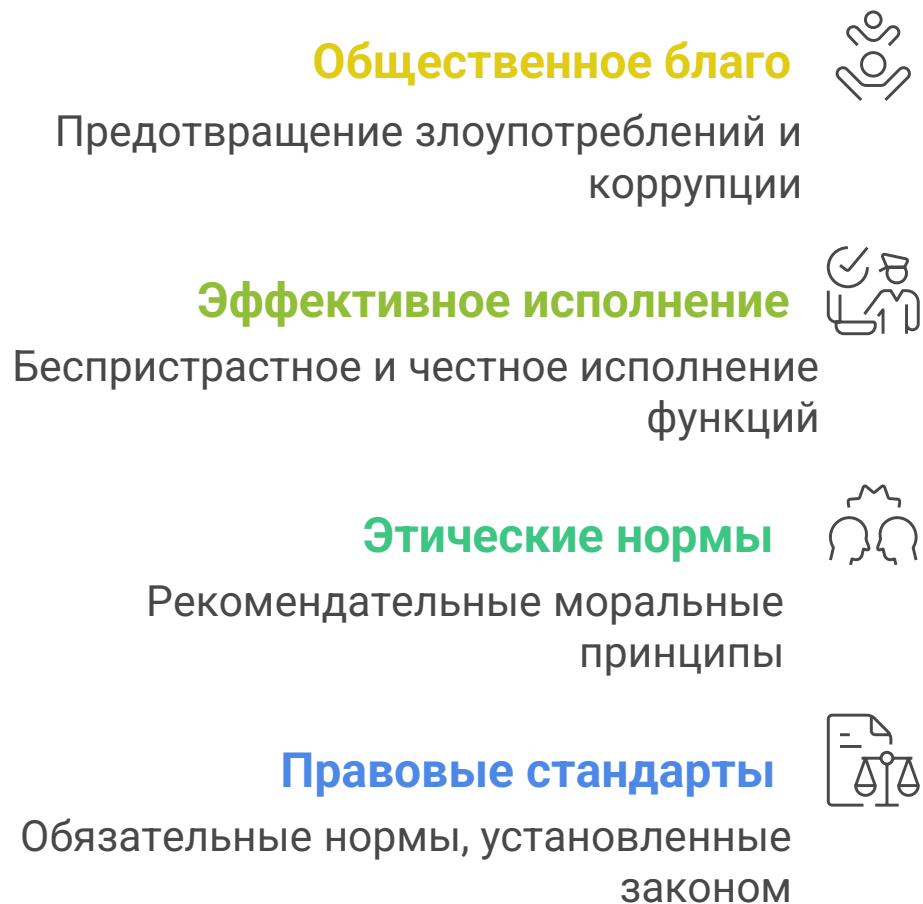 Общественное благо
Предотвращение злоупотреблений и
коррупции
Эффективное исполнение
Беспристрастное и честное исполнение
функций
Этические нормы
Рекомендательные моральные
принципы
Правовые стандарты
Обязательные нормы, установленные
законом